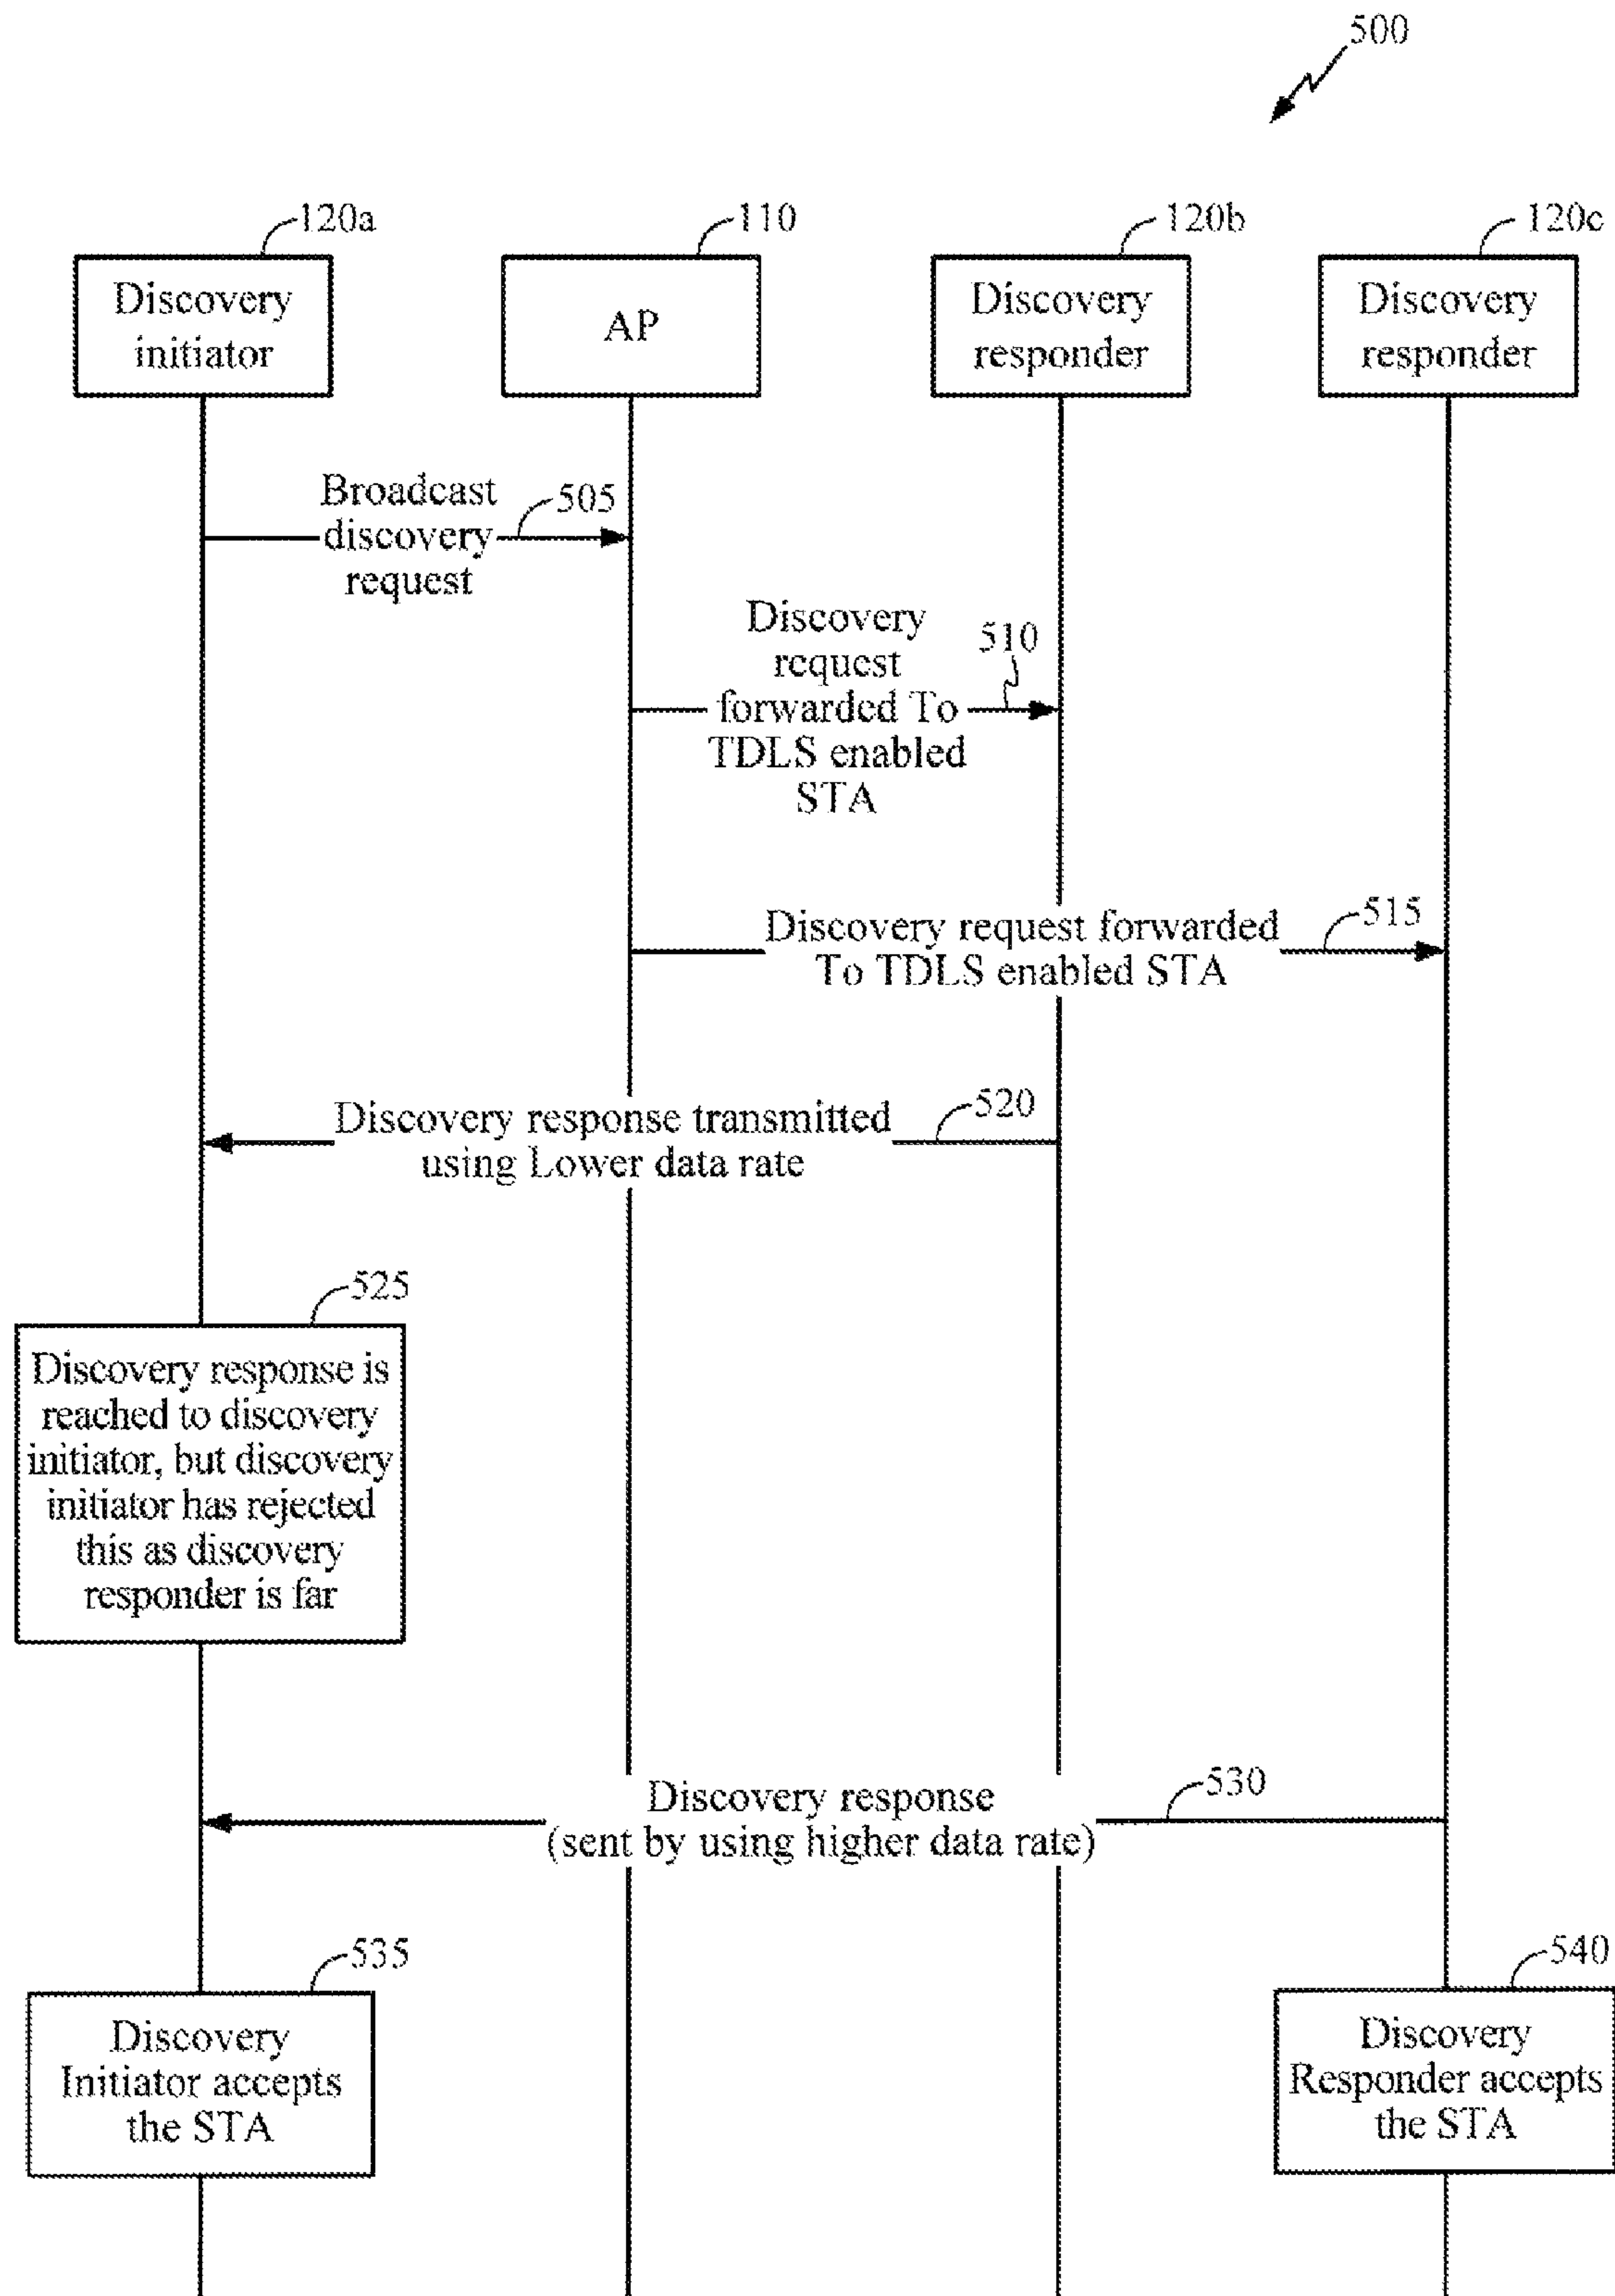 500
120a
110
120b
120c
Discovery
initiator
AP
Discovery
responder
Discovery
responder
Broadcast
discovery
request
505
Discovery
request
forwarded To
TDLS enabled
STA
510
Discovery request forwarded
To TDLS enabled STA
515
Discovery response transmitted
using Lower data rate
520
525
Discovery response is
reached to discovery
initiator, but discovery
initiator has rejected
this as discovery
responder is far
Discovery response
(sent by using higher data rate)
530
535
Discovery
Initiator accepts
the STA
540
Discovery
Responder accepts
the STA